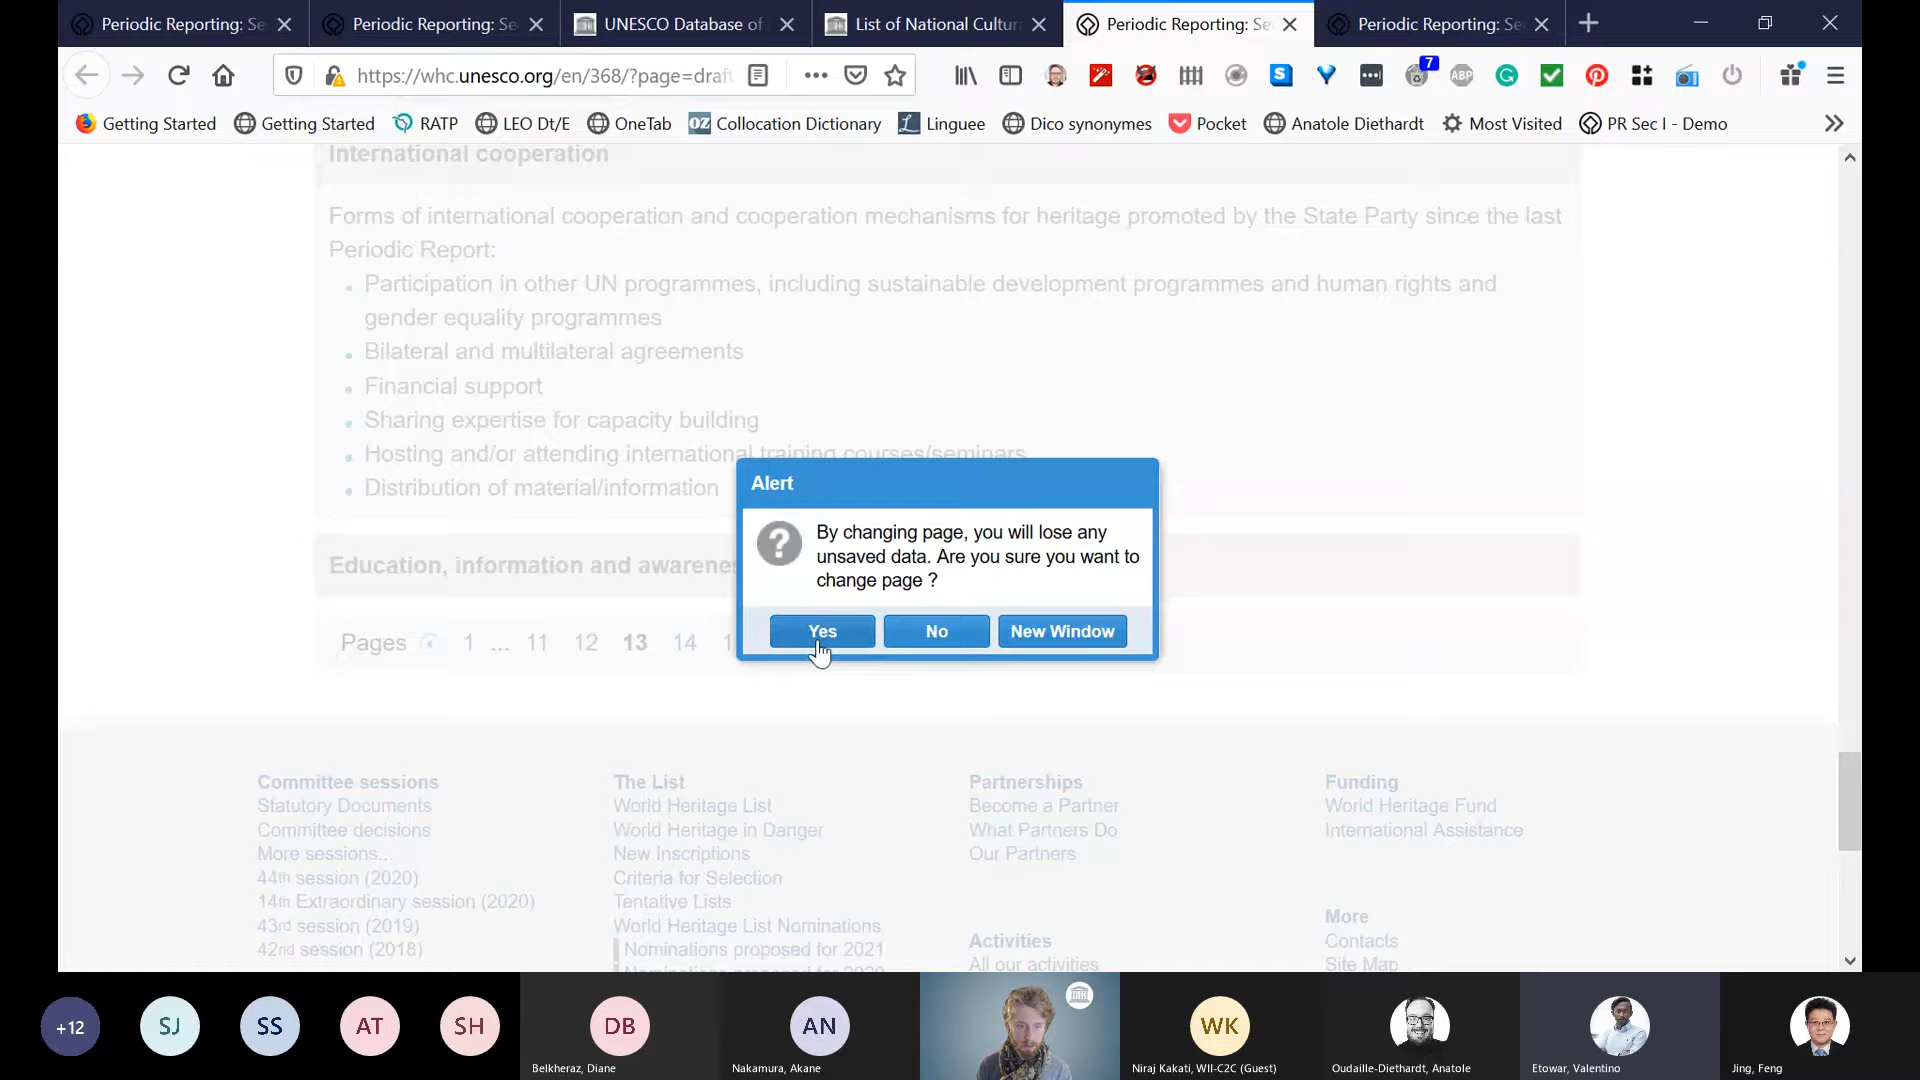 Periodic Reporting: Se
Periodic Reporting: Se
UNESCO Database of
List of National Cultur
Periodic Reporting: Se
Periodic Reporting: Se
https://whc.unesco.org/en/368/?page=draft
7
ABP
Getting Started
Getting Started
RATP
LEO Dt/E
OneTab
OZ Collocation Dictionary
Linguee
Dico synonymes
Pocket
Anatole Diethardt
Most Visited
PR Sec I - Demo
International cooperation
Forms of international cooperation and cooperation mechanisms for heritage promoted by the State Party since the last
Periodic Report:
Participation in other UN programmes, including sustainable development programmes and human rights and
gender equality programmes
Bilateral and multilateral agreements
Financial support
Sharing expertise for capacity building
Hosting and/or attending international training courses/seminars
Distribution of material/information
Education, information and awarene
Alert
By changing page, you will lose any
unsaved data. Are you sure you want to
change page ?
Yes
No
New Window
Pages 1 ... 11 12 13 14 1
Committee sessions
Statutory Documents
Committee decisions
More sessions...
44th session (2020)
14th Extraordinary session (2020)
43rd session (2019)
42nd session (2018)
The List
World Heritage List
World Heritage in Danger
New Inscriptions
Criteria for Selection
Tentative Lists
World Heritage List Nominations
Nominations proposed for 2021
Nominations proposed for 2020
Partnerships
Become a Partner
What Partners Do
Our Partners
Activities
All our activities
Funding
World Heritage Fund
International Assistance
More
Contacts
Site Map
+12
SJ
SS
AT
SH
DB
Belkheraz, Diane
AN
Nakamura, Akane
WK
Niraj Kakati, WII-C2C (Guest)
Oudaille-Diethardt, Anatole
Etowar, Valentino
Jing, Feng